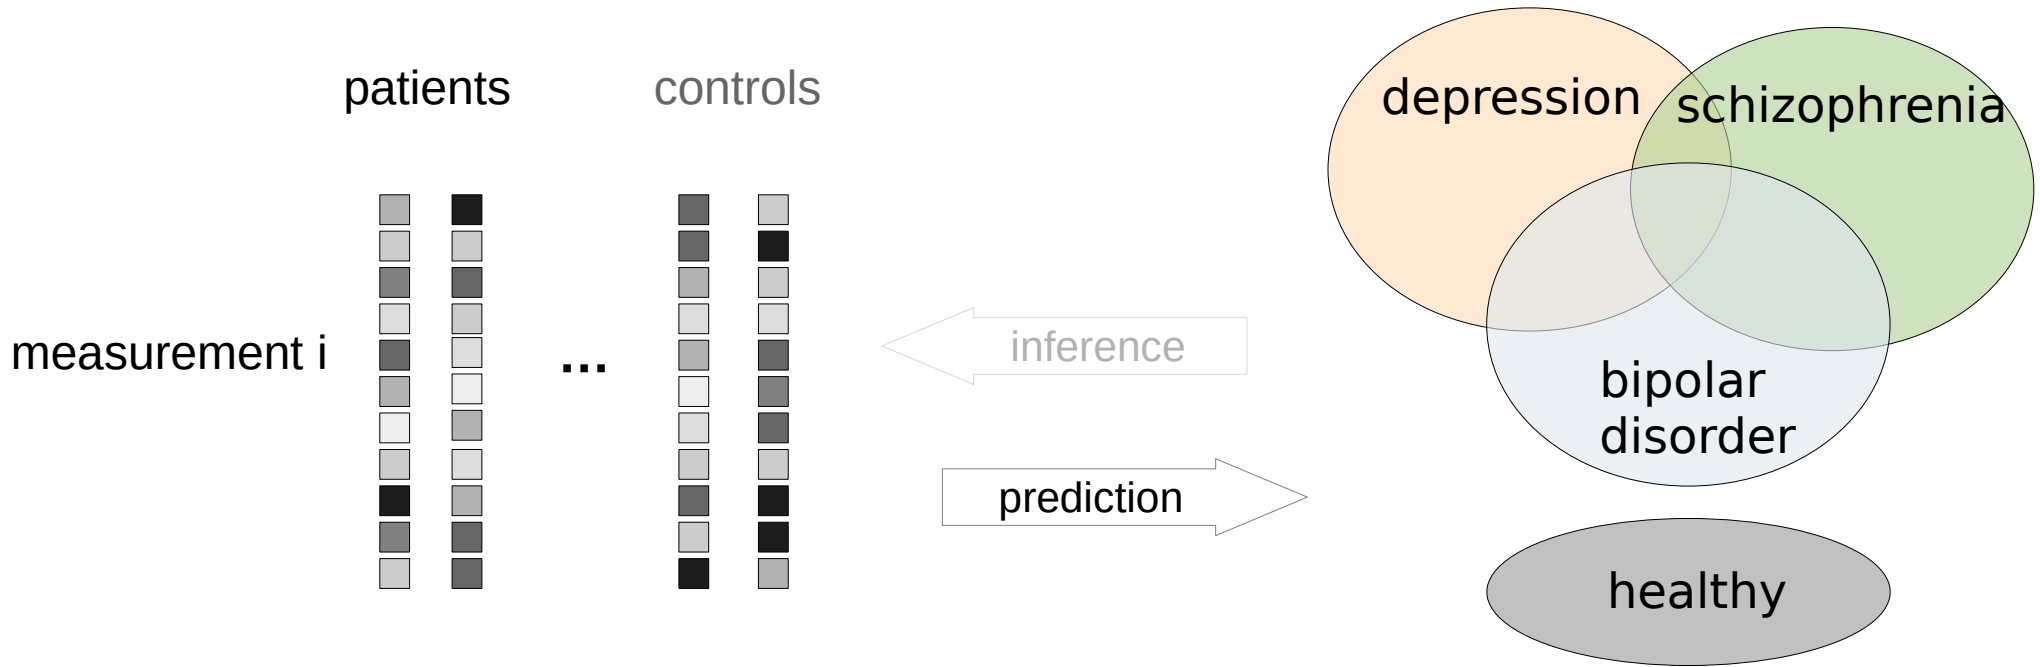 patients
controls
measurement i
...
inference
prediction
depression
schizophrenia
bipolar
disorder
healthy